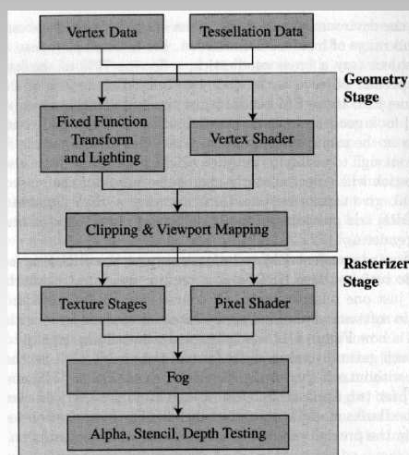 Vertex Data
Tessellation Data
Geometry
Stage
Fixed Function
Transform
and Lighting
Vertex Shader
Clipping & Viewport Mapping
Rasterizer
Stage
Texture Stages
Pixel Shader
Fog
Alpha, Stencil, Depth Testing